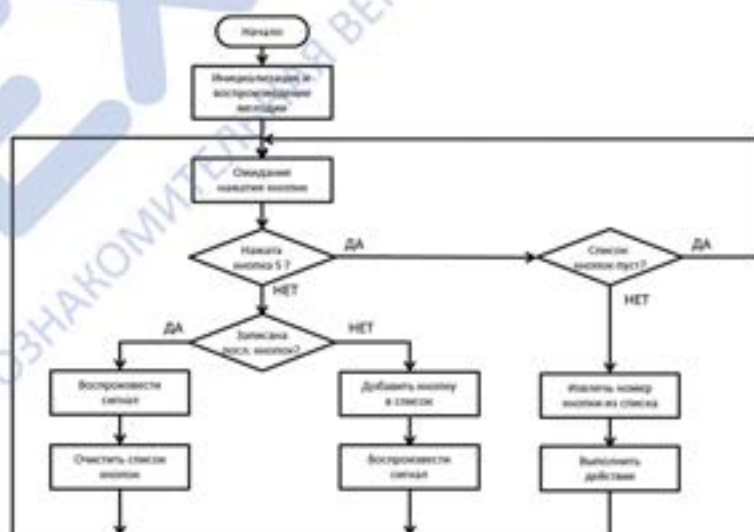 Начало
Инициализация и
воспроизведение
мелодии
Ожидание
нажатия кнопки
Нажата
кнопка 5 ?
ДА
Список
кнопок пуст?
ДА
НЕТ
НЕТ
Записана
посл. кнопок?
ДА
НЕТ
Воспроизвести
сигнал
Добавить кнопку
в список
Извлечь номер
кнопки из списка
Очистить список
кнопок
Воспроизвести
сигнал
Выполнить
действие